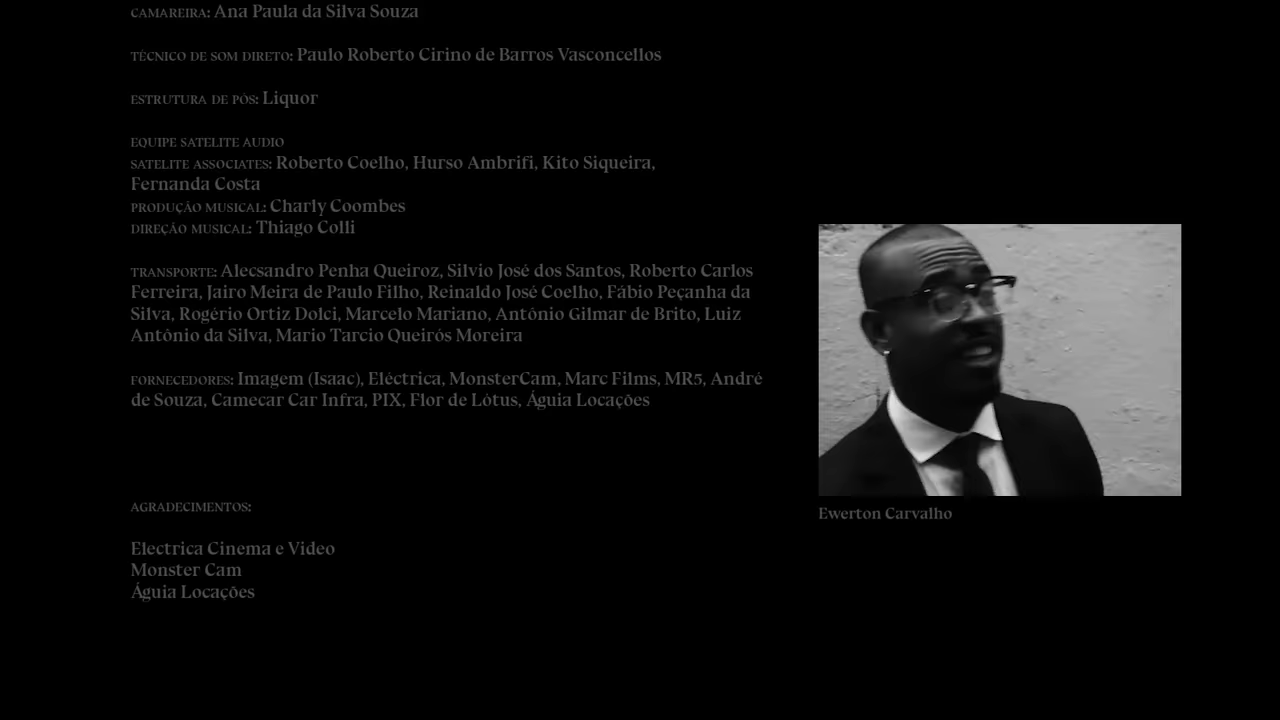 CAMAREIRA: Ana Paula da Silva Souza
TÉCNICO DE SOM DIRETO: Paulo Roberto Cirino de Barros Vasconcellos
ESTRUTURA DE PÓS: Liquor
EQUIPE SATELITE AUDIO
SATELITE ASSOCIATES: Roberto Coelho, Hurso Ambrifi, Kito Siqueira,
Fernanda Costa
PRODUÇÃO MUSICAL: Charly Coombes
DIREÇÃO MUSICAL: Thiago Colli
TRANSPORTE: Alecsandro Penha Queiroz, Silvio José dos Santos, Roberto Carlos
Ferreira, Jairo Meira de Paulo Filho, Reinaldo José Coelho, Fábio Peçanha da
Silva, Rogério Ortiz Dolci, Marcelo Mariano, Antônio Gilmar de Brito, Luiz
Antônio da Silva, Mario Tarcio Queirós Moreira
FORNECEDORES: Imagem (Isaac), Eléctrica, MonsterCam, Marc Films, MR5, André
de Souza, Camecar Car Infra, PIX, Flor de Lótus, Águia Locações
Ewerton Carvalho
AGRADECIMENTOS:
Electrica Cinema e Video
Monster Cam
Águia Locações